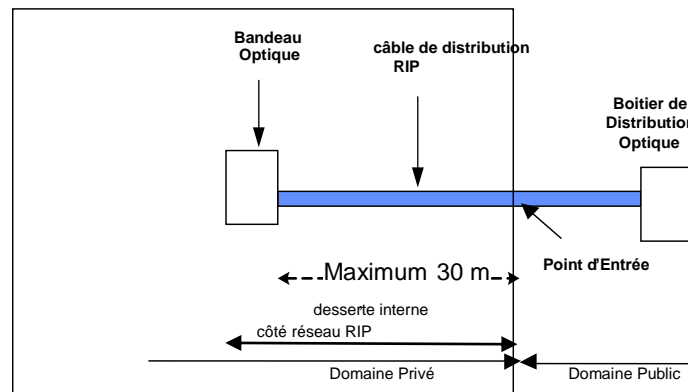 Bandeau
Optique
câble de distribution
RIP
Boitier de
Distribution
Optique
Point d'Entrée
Maximum 30 m
desserte interne
côté réseau RIP
Domaine Privé
Domaine Public